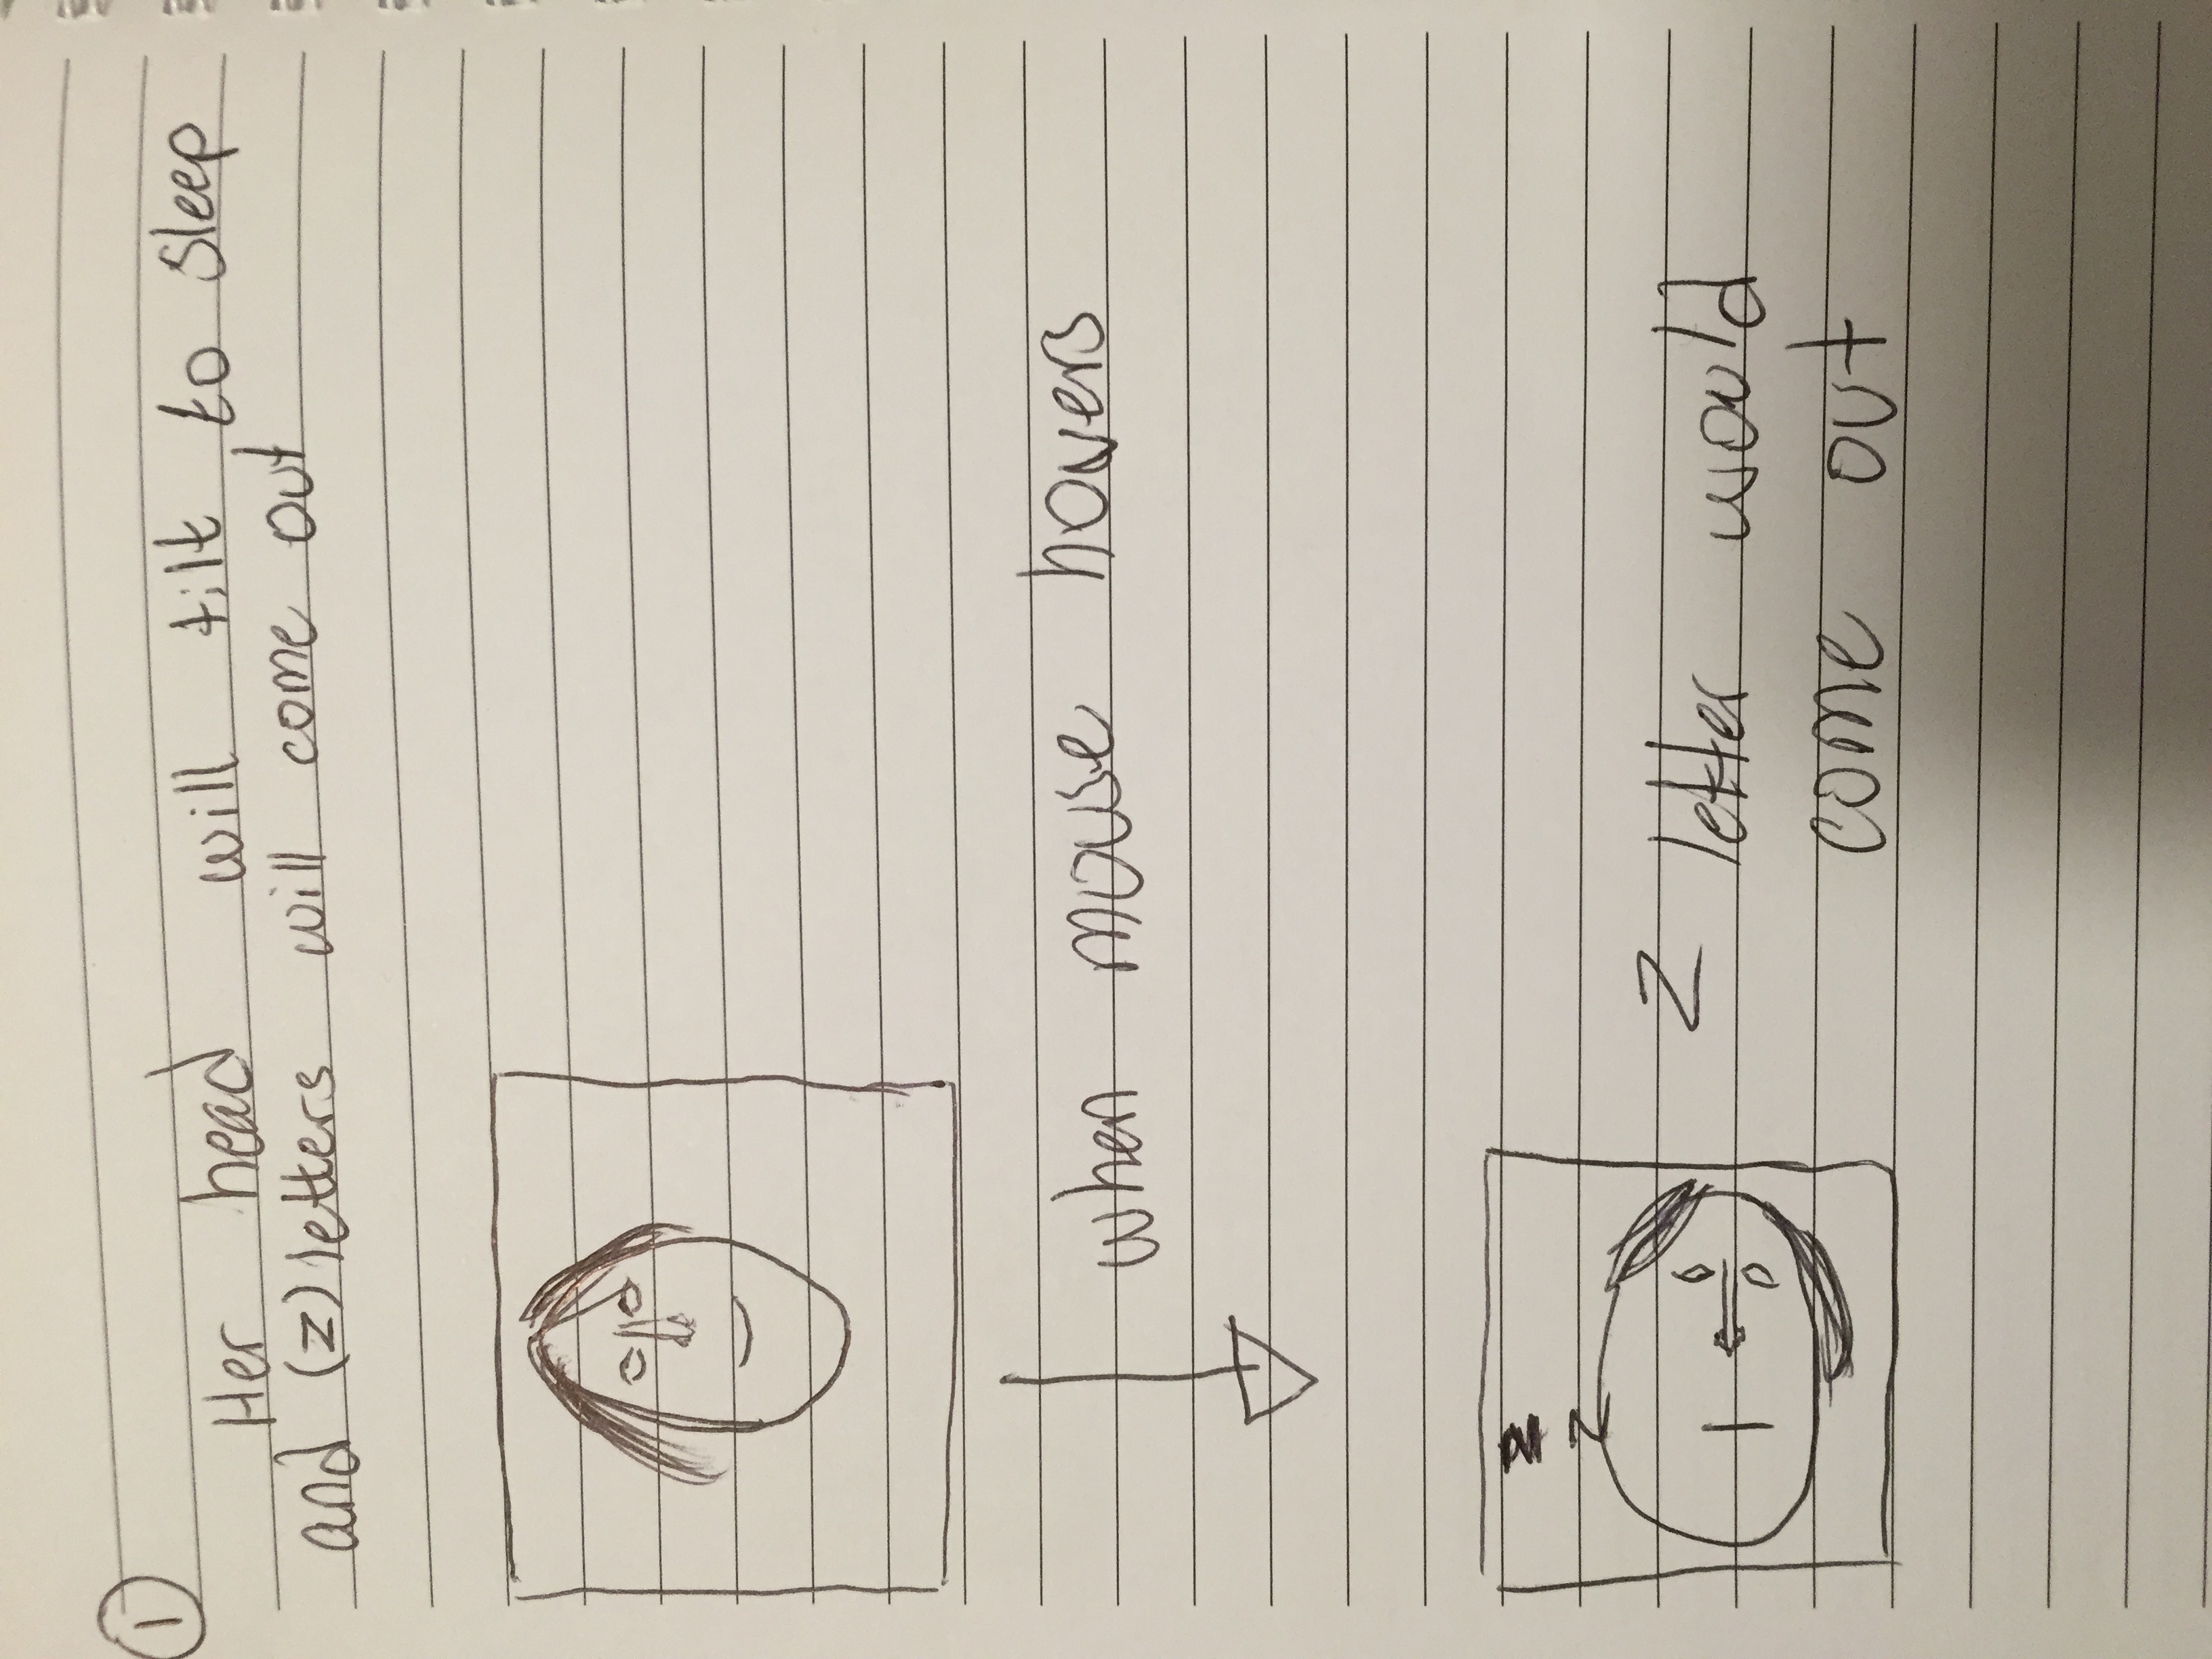 1
Her head will tilt to sleep
and (z) letters will come out
when mouse hovers
z
z letter would
come out